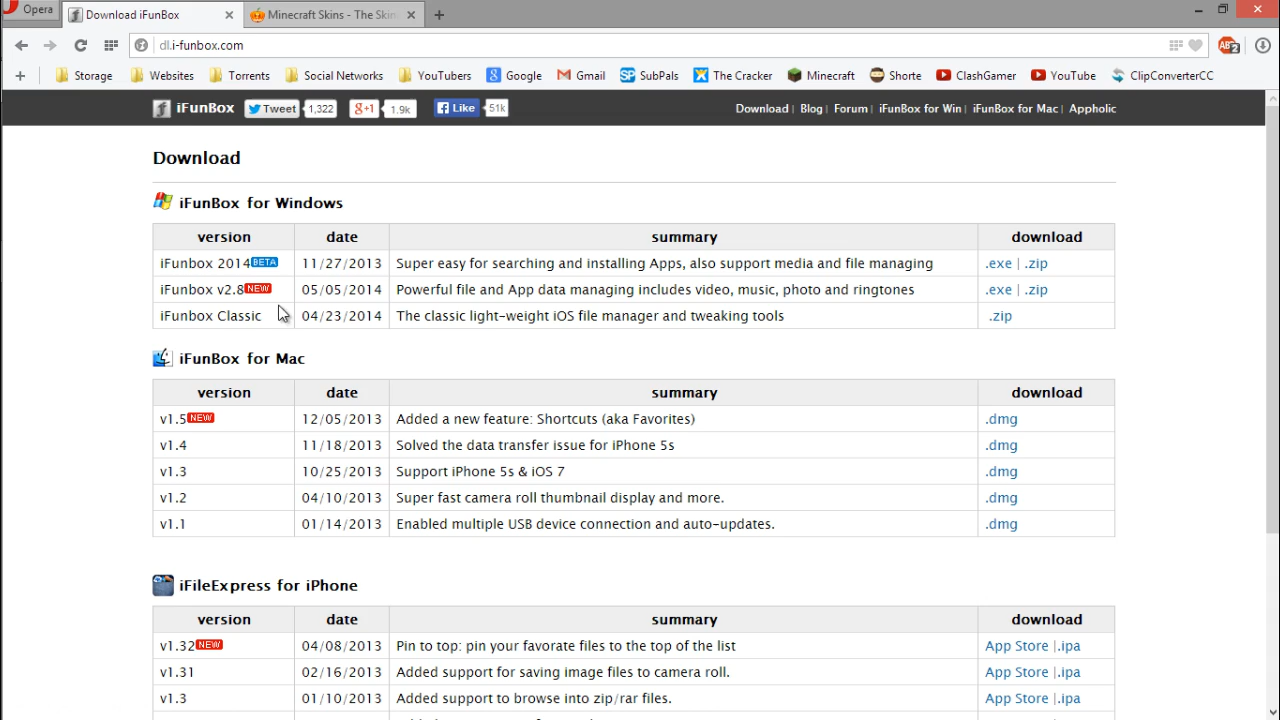 Opera Download iFunBox Minecraft Skins - The Skin
dl.i-funbox.com ABP 2
Storage Websites Torrents Social Networks YouTubers Google Gmail SubPals The Cracker Minecraft Shorte ClashGamer YouTube ClipConverterCC
iFunBox Tweet 1,322 g+1 1.9k Like 51k Download | Blog | Forum | iFunBox for Win | iFunBox for Mac | Appholic
Download
iFunBox for Windows
version date summary download
iFunbox 2014 BETA 11/27/2013 Super easy for searching and installing Apps, also support media and file managing .exe | .zip
iFunbox v2.8 NEW 05/05/2014 Powerful file and App data managing includes video, music, photo and ringtones .exe | .zip
iFunbox Classic 04/23/2014 The classic light-weight iOS file manager and tweaking tools .zip
iFunBox for Mac
version date summary download
v1.5 NEW 12/05/2013 Added a new feature: Shortcuts (aka Favorites) .dmg
v1.4 11/18/2013 Solved the data transfer issue for iPhone 5s .dmg
v1.3 10/25/2013 Support iPhone 5s & iOS 7 .dmg
v1.2 04/10/2013 Super fast camera roll thumbnail display and more. .dmg
v1.1 01/14/2013 Enabled multiple USB device connection and auto-updates. .dmg
iFileExpress for iPhone
version date summary download
v1.32 NEW 04/08/2013 Pin to top: pin your favorate files to the top of the list App Store | .ipa
v1.31 02/16/2013 Added support for saving image files to camera roll. App Store | .ipa
v1.3 01/10/2013 Added support to browse into zip/rar files. App Store | .ipa